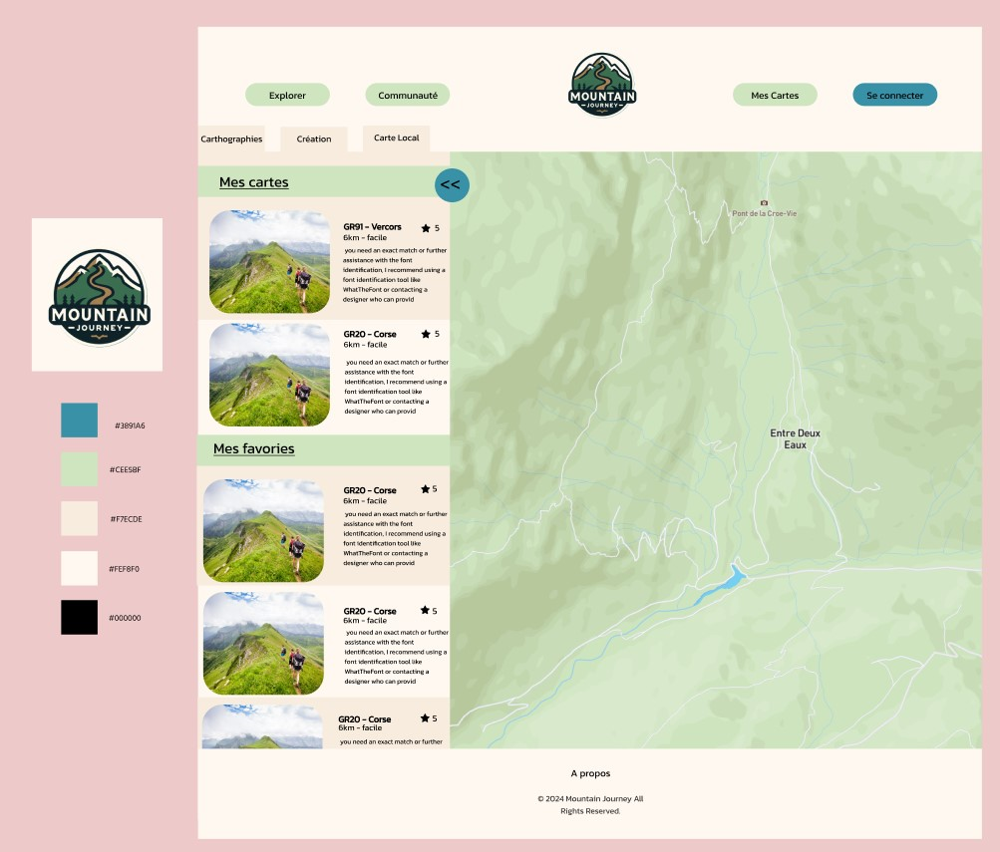 Explorer
Communauté
MOUNTAIN
JOURNEY
Mes Cartes
Se connecter
Carthographies
Création
Carte Local
Mes cartes
<<
GR91 - Vercors
5
6km - facile
you need an exact match or further
assistance with the font
identification, I recommend using a
font identification tool like
WhatTheFont or contacting a
designer who can provid
GR20 - Corse
5
6km - facile
you need an exact match or further
assistance with the font
identification, I recommend using a
font identification tool like
WhatTheFont or contacting a
designer who can provid
Mes favories
GR20 - Corse
5
6km - facile
you need an exact match or further
assistance with the font
identification, I recommend using a
font identification tool like
WhatTheFont or contacting a
designer who can provid
GR20 - Corse
5
6km - facile
you need an exact match or further
assistance with the font
identification, I recommend using a
font identification tool like
WhatTheFont or contacting a
designer who can provid
GR20 - Corse
5
6km - facile
you need an exact match or further
Pont de la Croe-Vie
Entre Deux
Eaux
A propos
© 2024 Mountain Journey All
Rights Reserved.
MOUNTAIN
JOURNEY
#3891A6
#CEE5BF
#F7ECDE
#FEF8F0
#000000